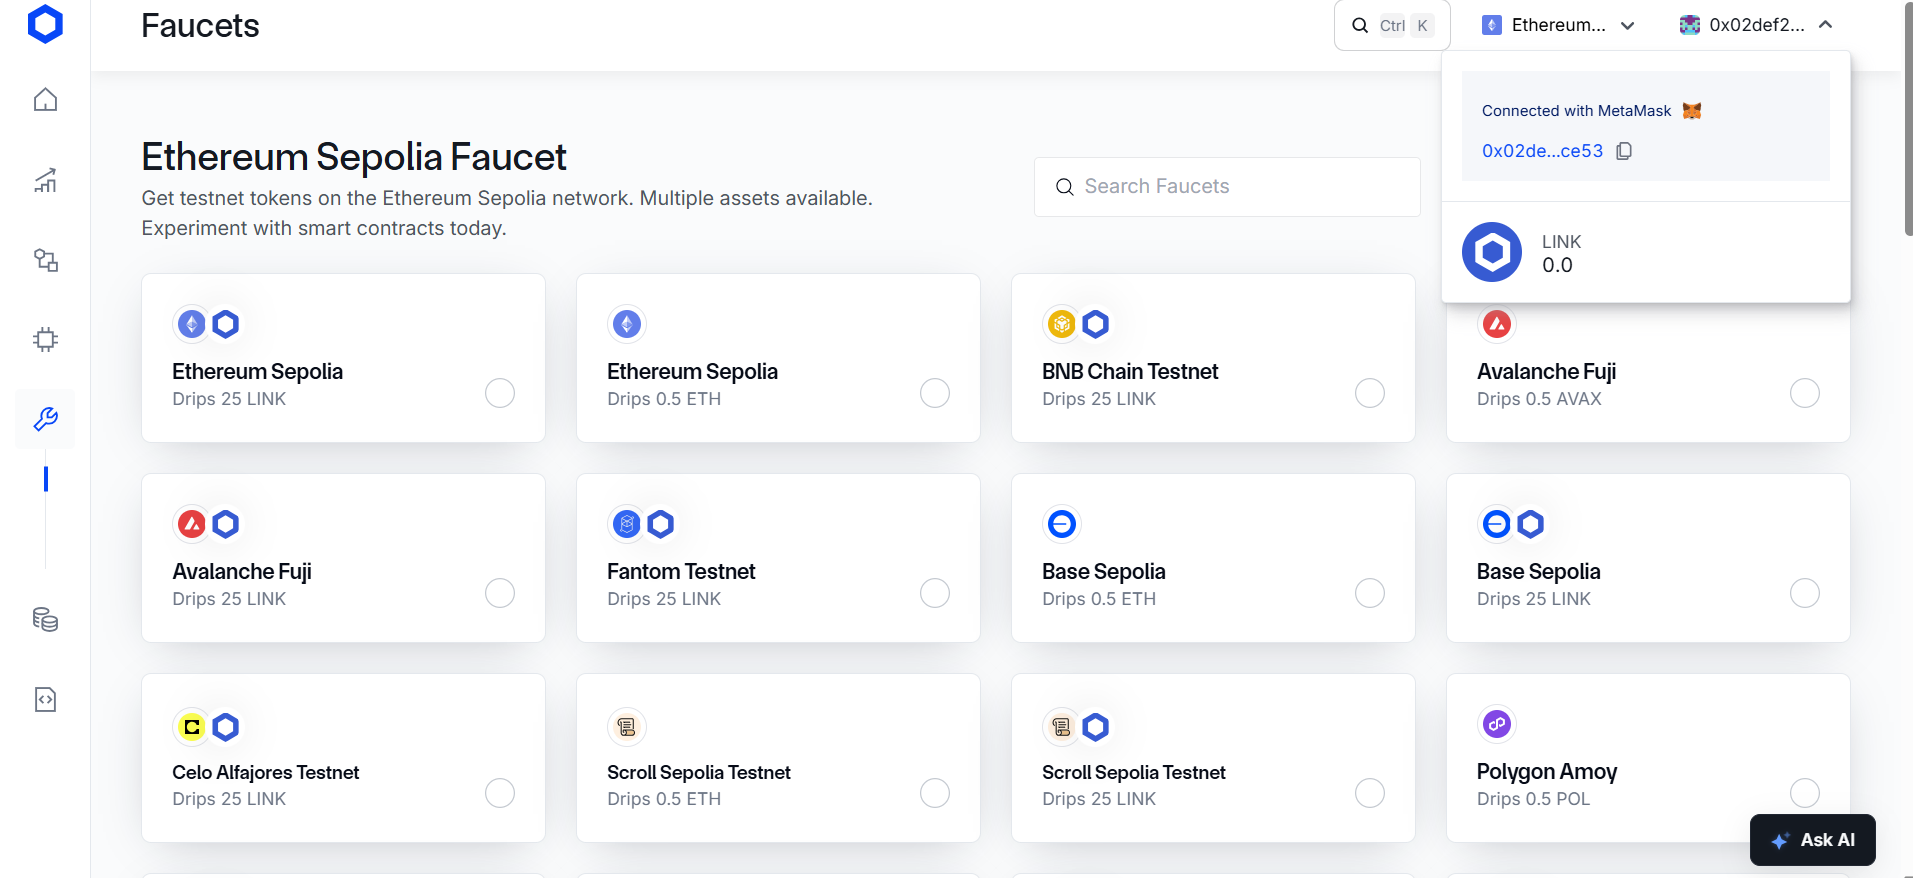 Faucets
Ctrl K
Ethereum...
0x02def2...
Connected with MetaMask
0x02de...ce53
LINK
0.0
Ethereum Sepolia Faucet
Get testnet tokens on the Ethereum Sepolia network. Multiple assets available.
Experiment with smart contracts today.
Search Faucets
Ethereum Sepolia
Drips 25 LINK
Ethereum Sepolia
Drips 0.5 ETH
BNB Chain Testnet
Drips 25 LINK
Avalanche Fuji
Drips 0.5 AVAX
Avalanche Fuji
Drips 25 LINK
Fantom Testnet
Drips 25 LINK
Base Sepolia
Drips 0.5 ETH
Base Sepolia
Drips 25 LINK
Celo Alfajores Testnet
Drips 25 LINK
Scroll Sepolia Testnet
Drips 0.5 ETH
Scroll Sepolia Testnet
Drips 25 LINK
Polygon Amoy
Drips 0.5 POL
Ask AI